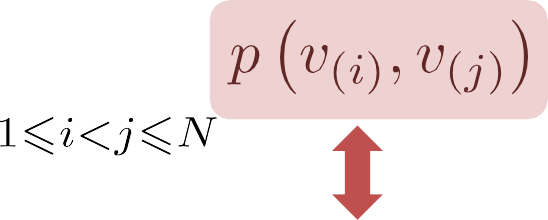 p (v₍ᵢ₎, v₍ⱼ₎)
1⩽i<j⩽N